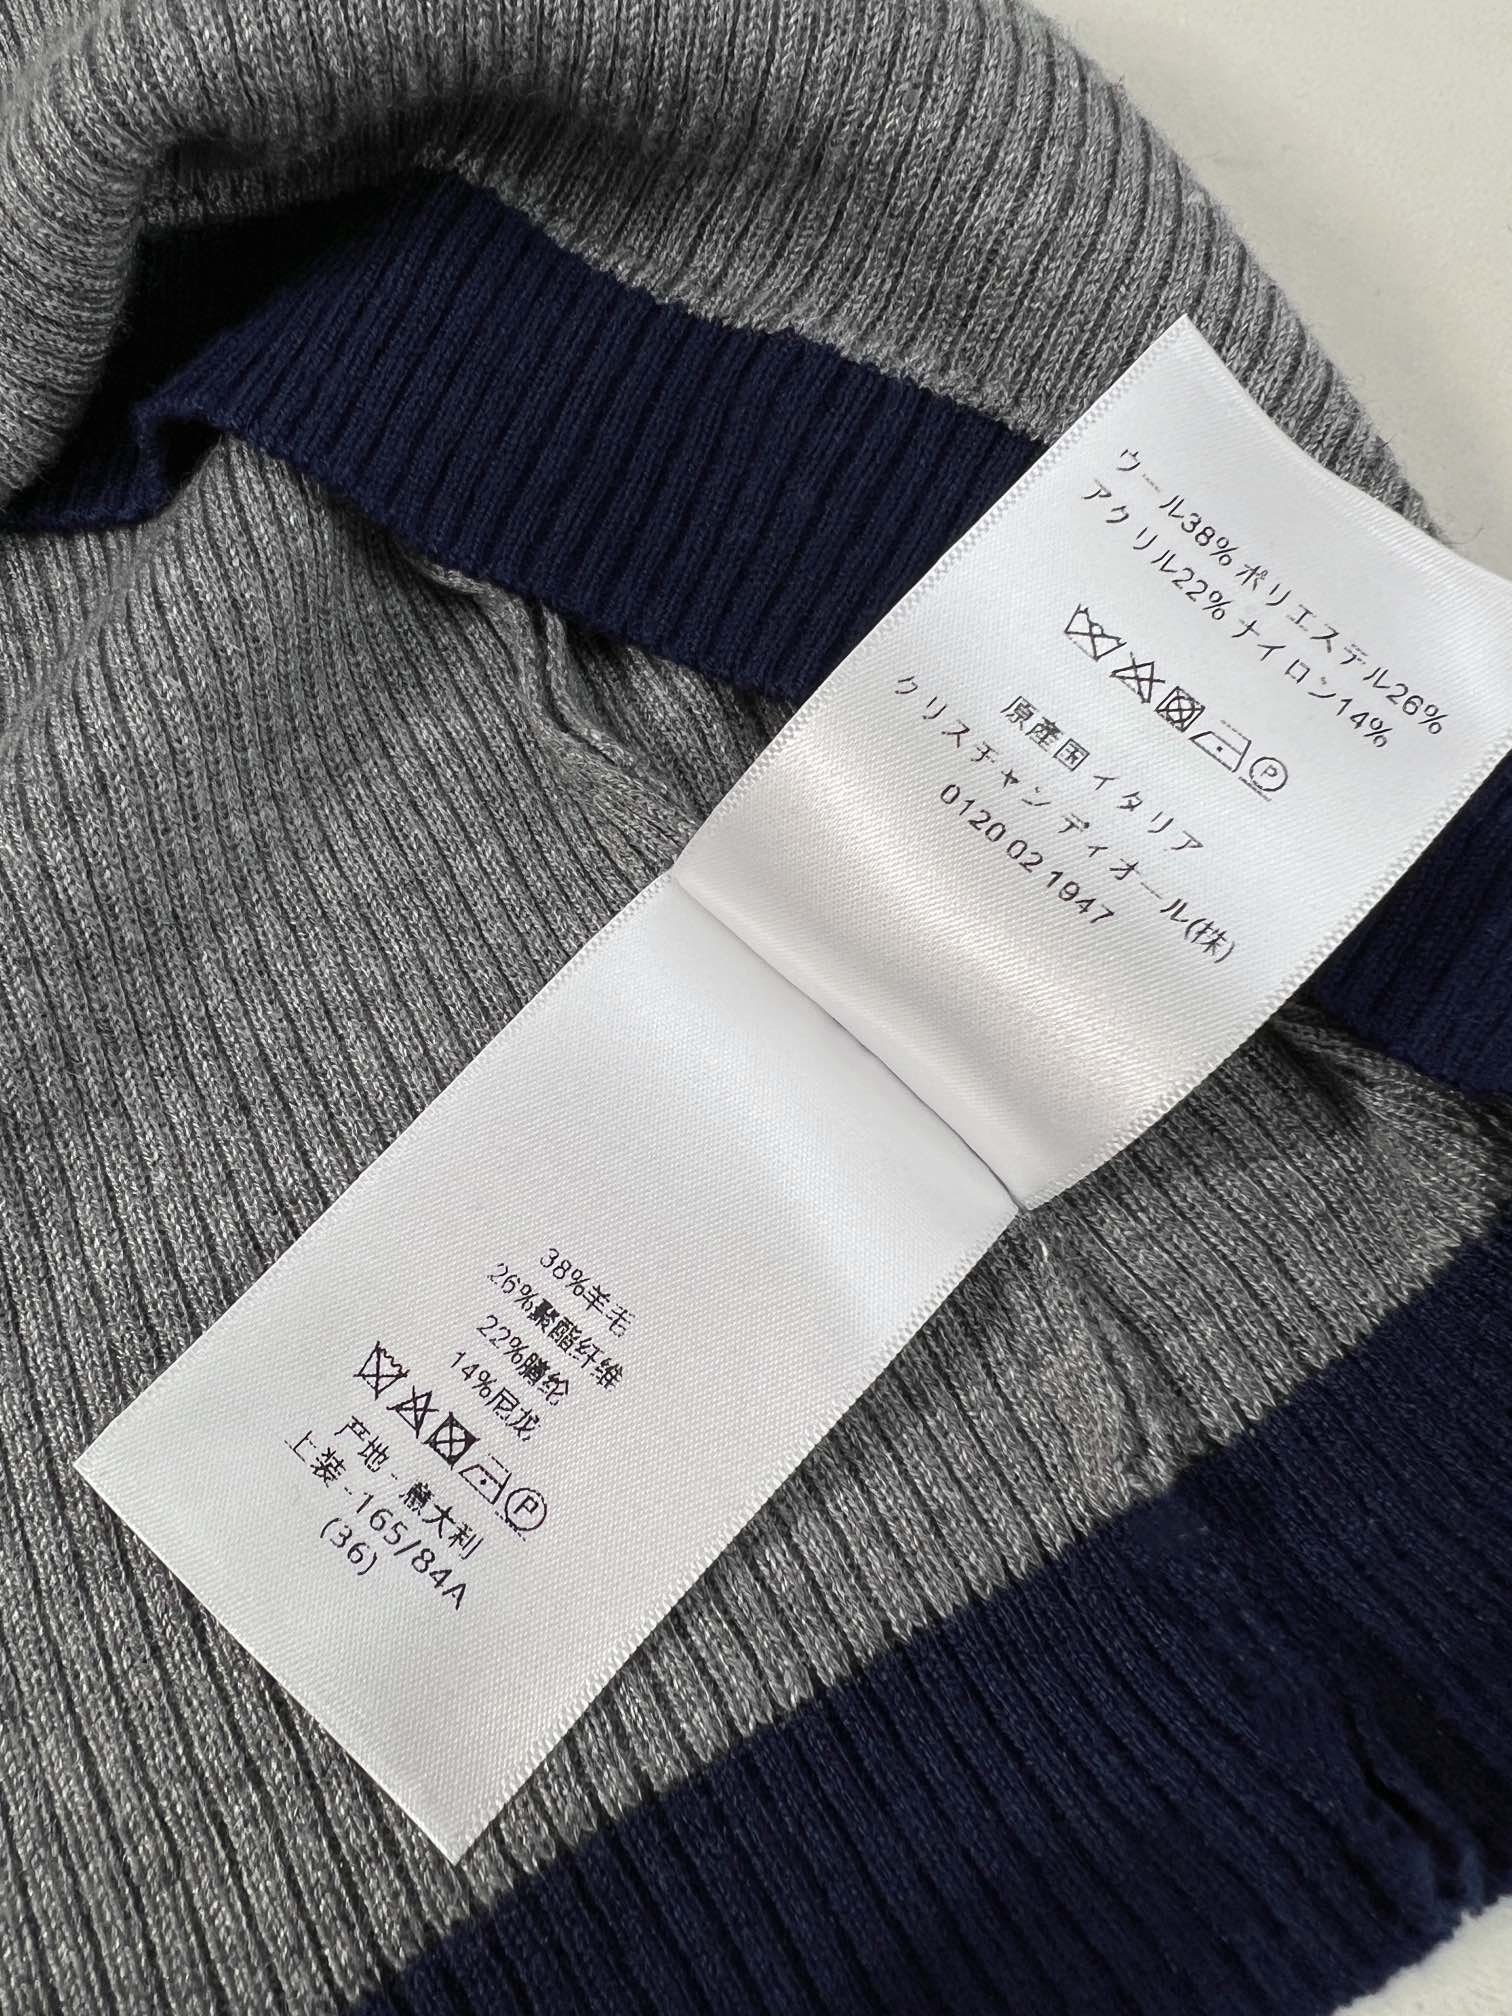 ウール38% ポリエステル26%
アクリル22% ナイロン14%
P
原産国 イタリア
クリスチャン ディオール(株)
0120 02 1947
38%羊毛
26%聚酯纤维
22%腈纶
14%尼龙
P
产地 - 意大利
上装 - 165/84A
(36)